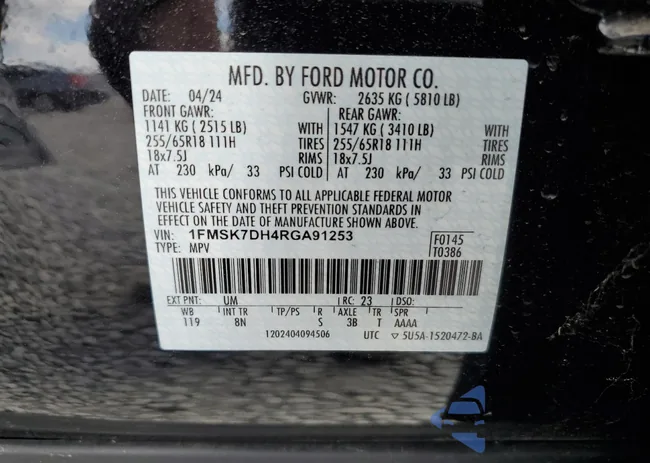 MFD. BY FORD MOTOR CO.
DATE: 04/24 GVWR: 2635 KG ( 5810 LB)
FRONT GAWR: REAR GAWR:
1141 KG ( 2515 LB) WITH 1547 KG ( 3410 LB) WITH
255/65R18 111H TIRES 255/65R18 111H TIRES
18x7.5J RIMS 18x7.5J RIMS
AT 230 kPa/ 33 PSI COLD AT 230 kPa/ 33 PSI COLD
THIS VEHICLE CONFORMS TO ALL APPLICABLE FEDERAL MOTOR
VEHICLE SAFETY AND THEFT PREVENTION STANDARDS IN
EFFECT ON THE DATE OF MANUFACTURE SHOWN ABOVE.
VIN: 1FMSK7DH4RGA91253 F0145
TYPE: MPV T0386
EXT PNT: UM RC: 23 DSO:
WB INT TR TP/PS R AXLE TR SPR
119 8N S 3B T AAAA
1202404094506 UTC ▽ 5U5A-1520472-BA